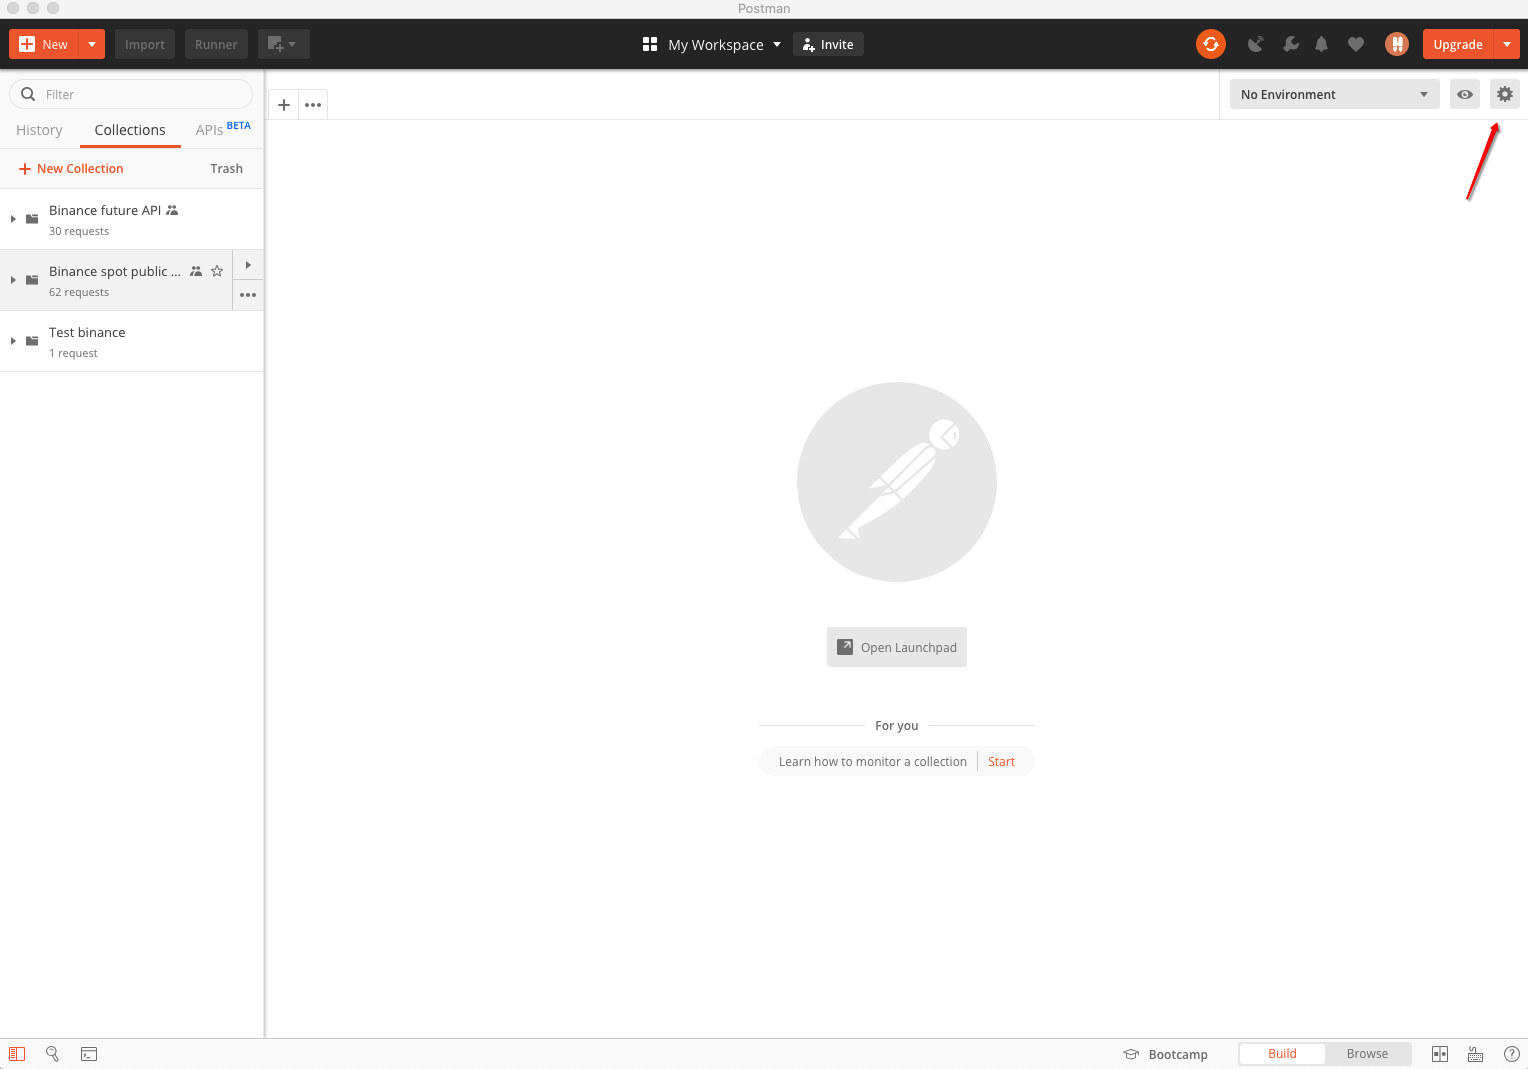 Postman
New
Import
Runner
My Workspace
Invite
Upgrade
Filter
No Environment
History
Collections
APIs BETA
New Collection
Trash
Binance future API
30 requests
Binance spot public ...
62 requests
Test binance
1 request
Open Launchpad
For you
Learn how to monitor a collection
Start
Bootcamp
Build
Browse